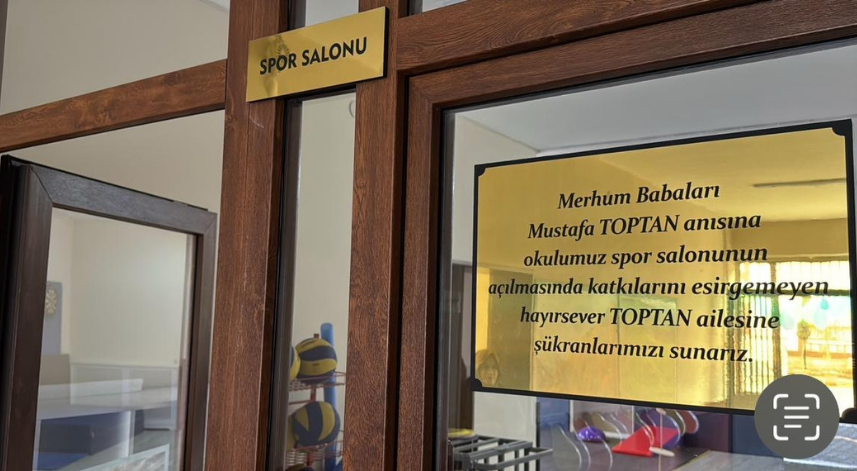 SPOR SALONU
Merhum Babaları
Mustafa TOPTAN anısına
okulumuz spor salonunun
açılmasında katkılarını esirgemeyen
hayırsever TOPTAN ailesine
şükranlarımızı sunarız.